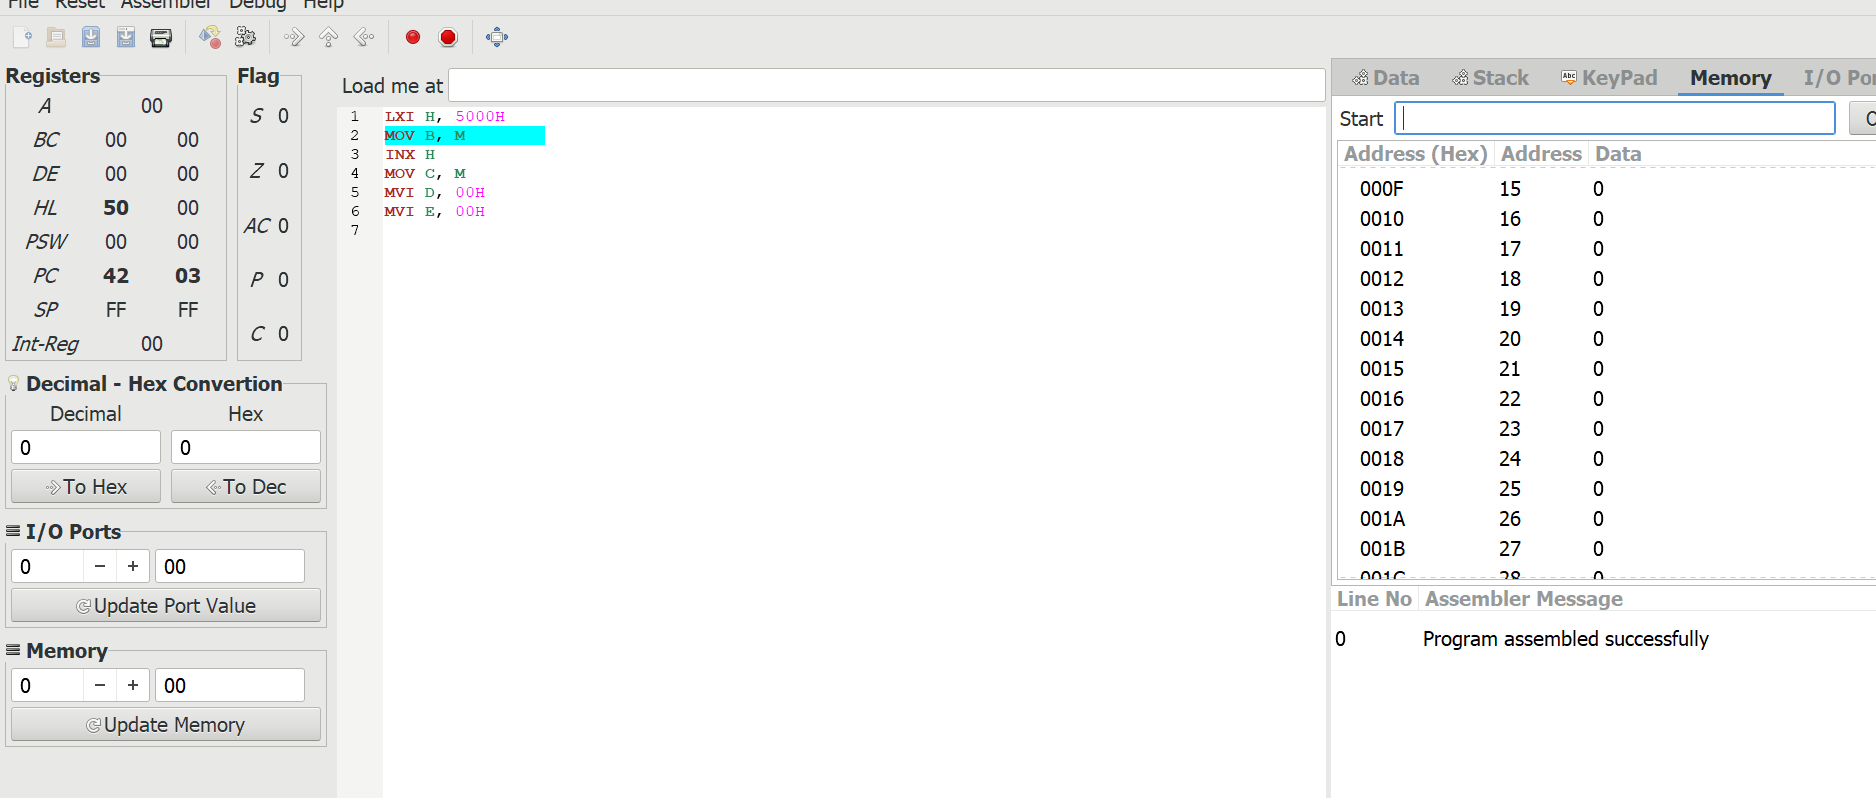 File Reset Assembler Debug Help
Registers
A 00
BC 00 00
DE 00 00
HL 50 00
PSW 00 00
PC 42 03
SP FF FF
Int-Reg 00
Flag
S 0
Z 0
AC 0
P 0
C 0
Decimal - Hex Convertion
Decimal Hex
0 0
To Hex To Dec
I/O Ports
0 − + 00
Update Port Value
Memory
0 − + 00
Update Memory
Load me at
1 LXI H, 5000H
2 MOV B, M
3 INX H
4 MOV C, M
5 MVI D, 00H
6 MVI E, 00H
7
Data Stack Abc KeyPad Memory I/O Por
Start
Address (Hex) Address Data
000F 15 0
0010 16 0
0011 17 0
0012 18 0
0013 19 0
0014 20 0
0015 21 0
0016 22 0
0017 23 0
0018 24 0
0019 25 0
001A 26 0
001B 27 0
001C 28 0
Line No Assembler Message
0 Program assembled successfully